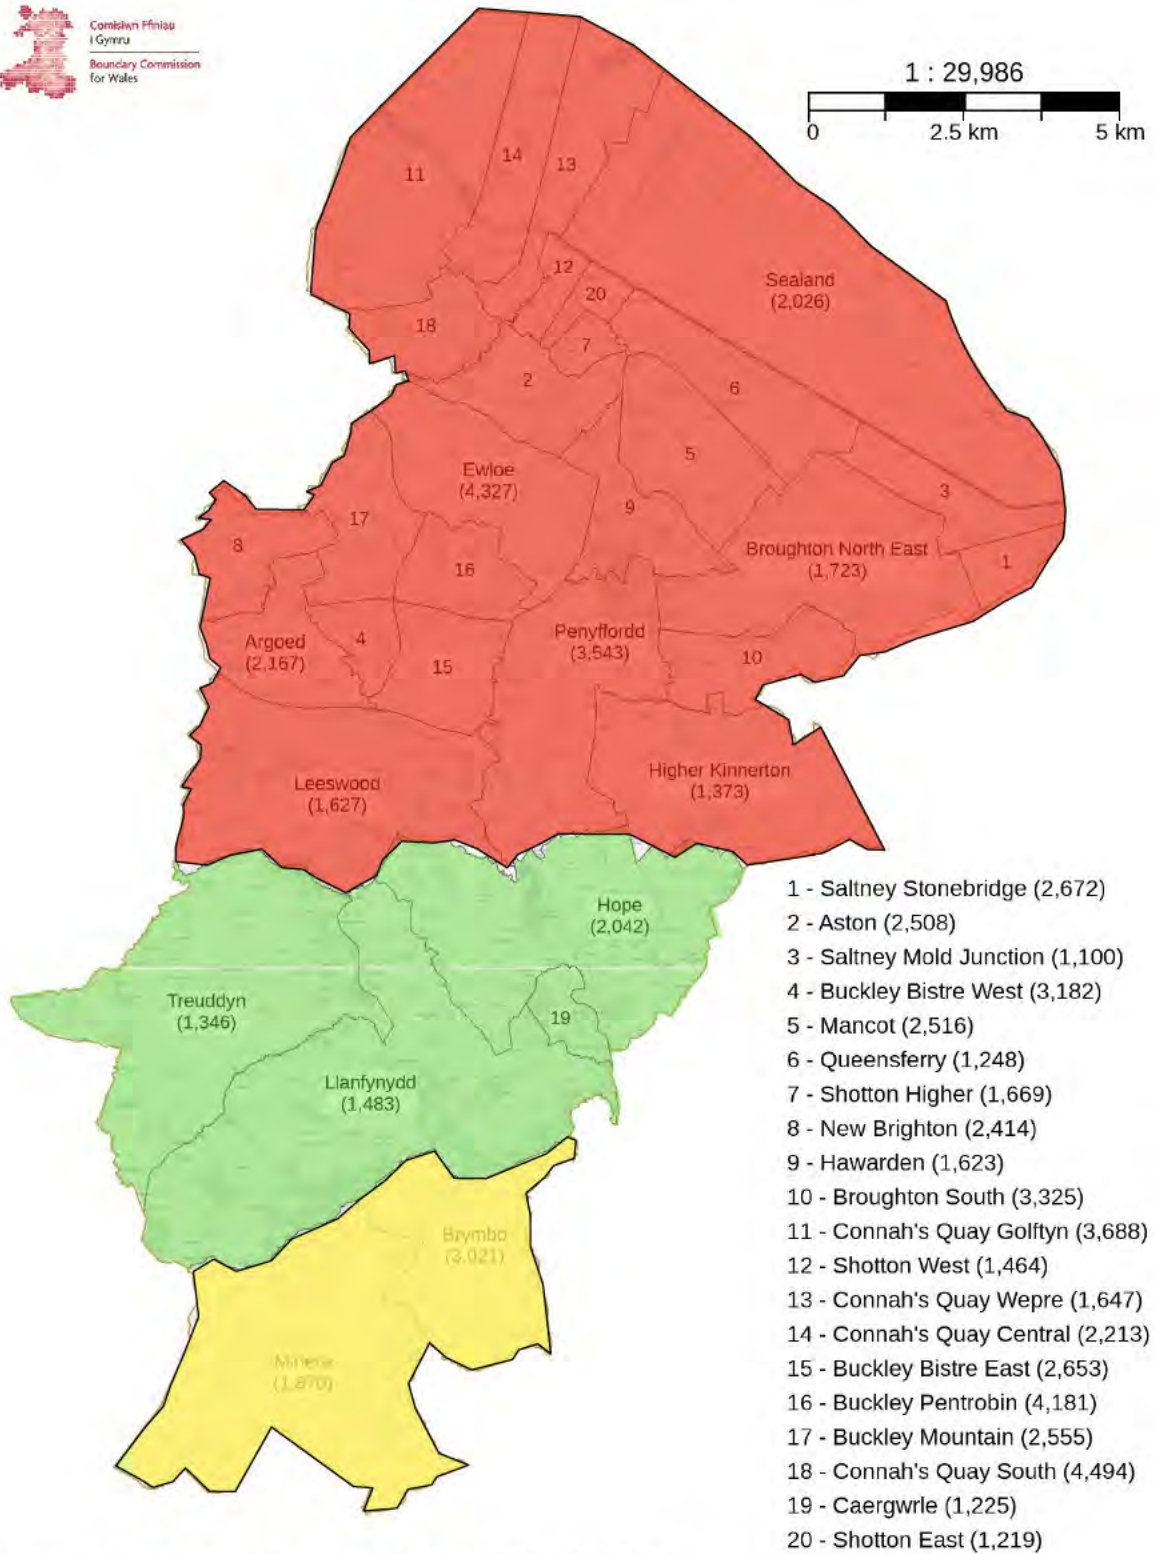 Comisiwn Ffiniau
i Gymru
Boundary Commission
for Wales
1 : 29,986
0
2.5 km
5 km
11
14
13
12
20
Sealand
(2,026)
18
7
2
6
5
Ewloe
(4,327)
17
9
3
8
16
Broughton North East
(1,723)
1
Argoed
(2,167)
4
15
Penyffordd
(3,543)
10
Leeswood
(1,627)
Higher Kinnerton
(1,373)
Hope
(2,042)
Treuddyn
(1,346)
19
Llanfynydd
(1,483)
Brymbo
(3,021)
Minera
(1,870)
1 - Saltney Stonebridge (2,672)
2 - Aston (2,508)
3 - Saltney Mold Junction (1,100)
4 - Buckley Bistre West (3,182)
5 - Mancot (2,516)
6 - Queensferry (1,248)
7 - Shotton Higher (1,669)
8 - New Brighton (2,414)
9 - Hawarden (1,623)
10 - Broughton South (3,325)
11 - Connah's Quay Golftyn (3,688)
12 - Shotton West (1,464)
13 - Connah's Quay Wepre (1,647)
14 - Connah's Quay Central (2,213)
15 - Buckley Bistre East (2,653)
16 - Buckley Pentrobin (4,181)
17 - Buckley Mountain (2,555)
18 - Connah's Quay South (4,494)
19 - Caergwrle (1,225)
20 - Shotton East (1,219)